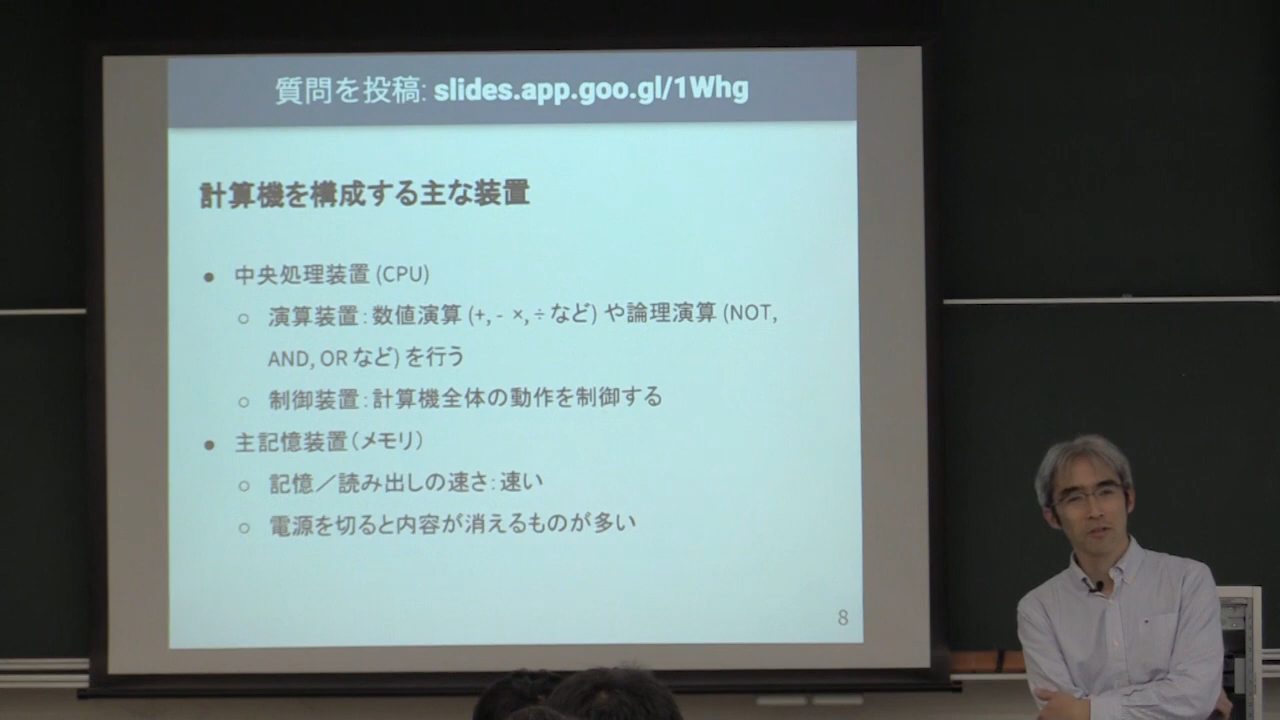 質問を投稿: slides.app.goo.gl/1Whg
計算機を構成する主な装置
● 中央処理装置 (CPU)
○ 演算装置：数値演算 (+, - ×, ÷ など) や論理演算 (NOT,
AND, OR など) を行う
○ 制御装置：計算機全体の動作を制御する
● 主記憶装置（メモリ）
○ 記憶／読み出しの速さ：速い
○ 電源を切ると内容が消えるものが多い
8